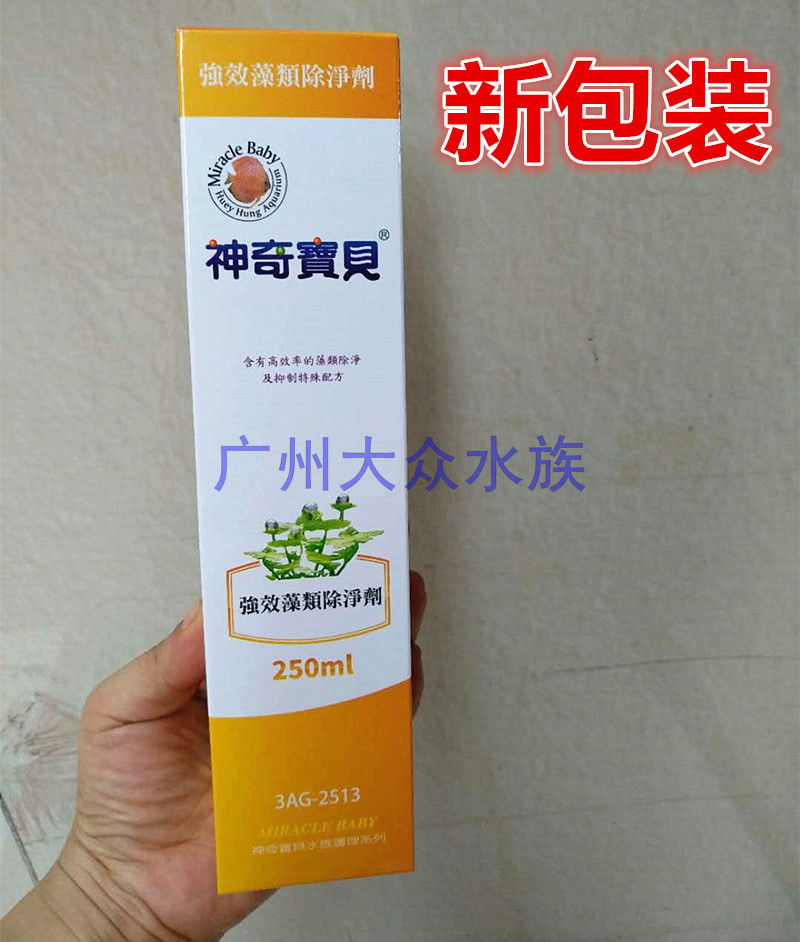 強效藻類除淨劑
新包装
Miracle Baby
Huey Hung Aquarium
神奇寶貝®
含有高效率的藻類除淨
及抑制特殊配方
广州大众水族
強效藻類除淨劑
250ml
3AG-2513
MIRACLE BABY
神奇寶貝水族護理系列